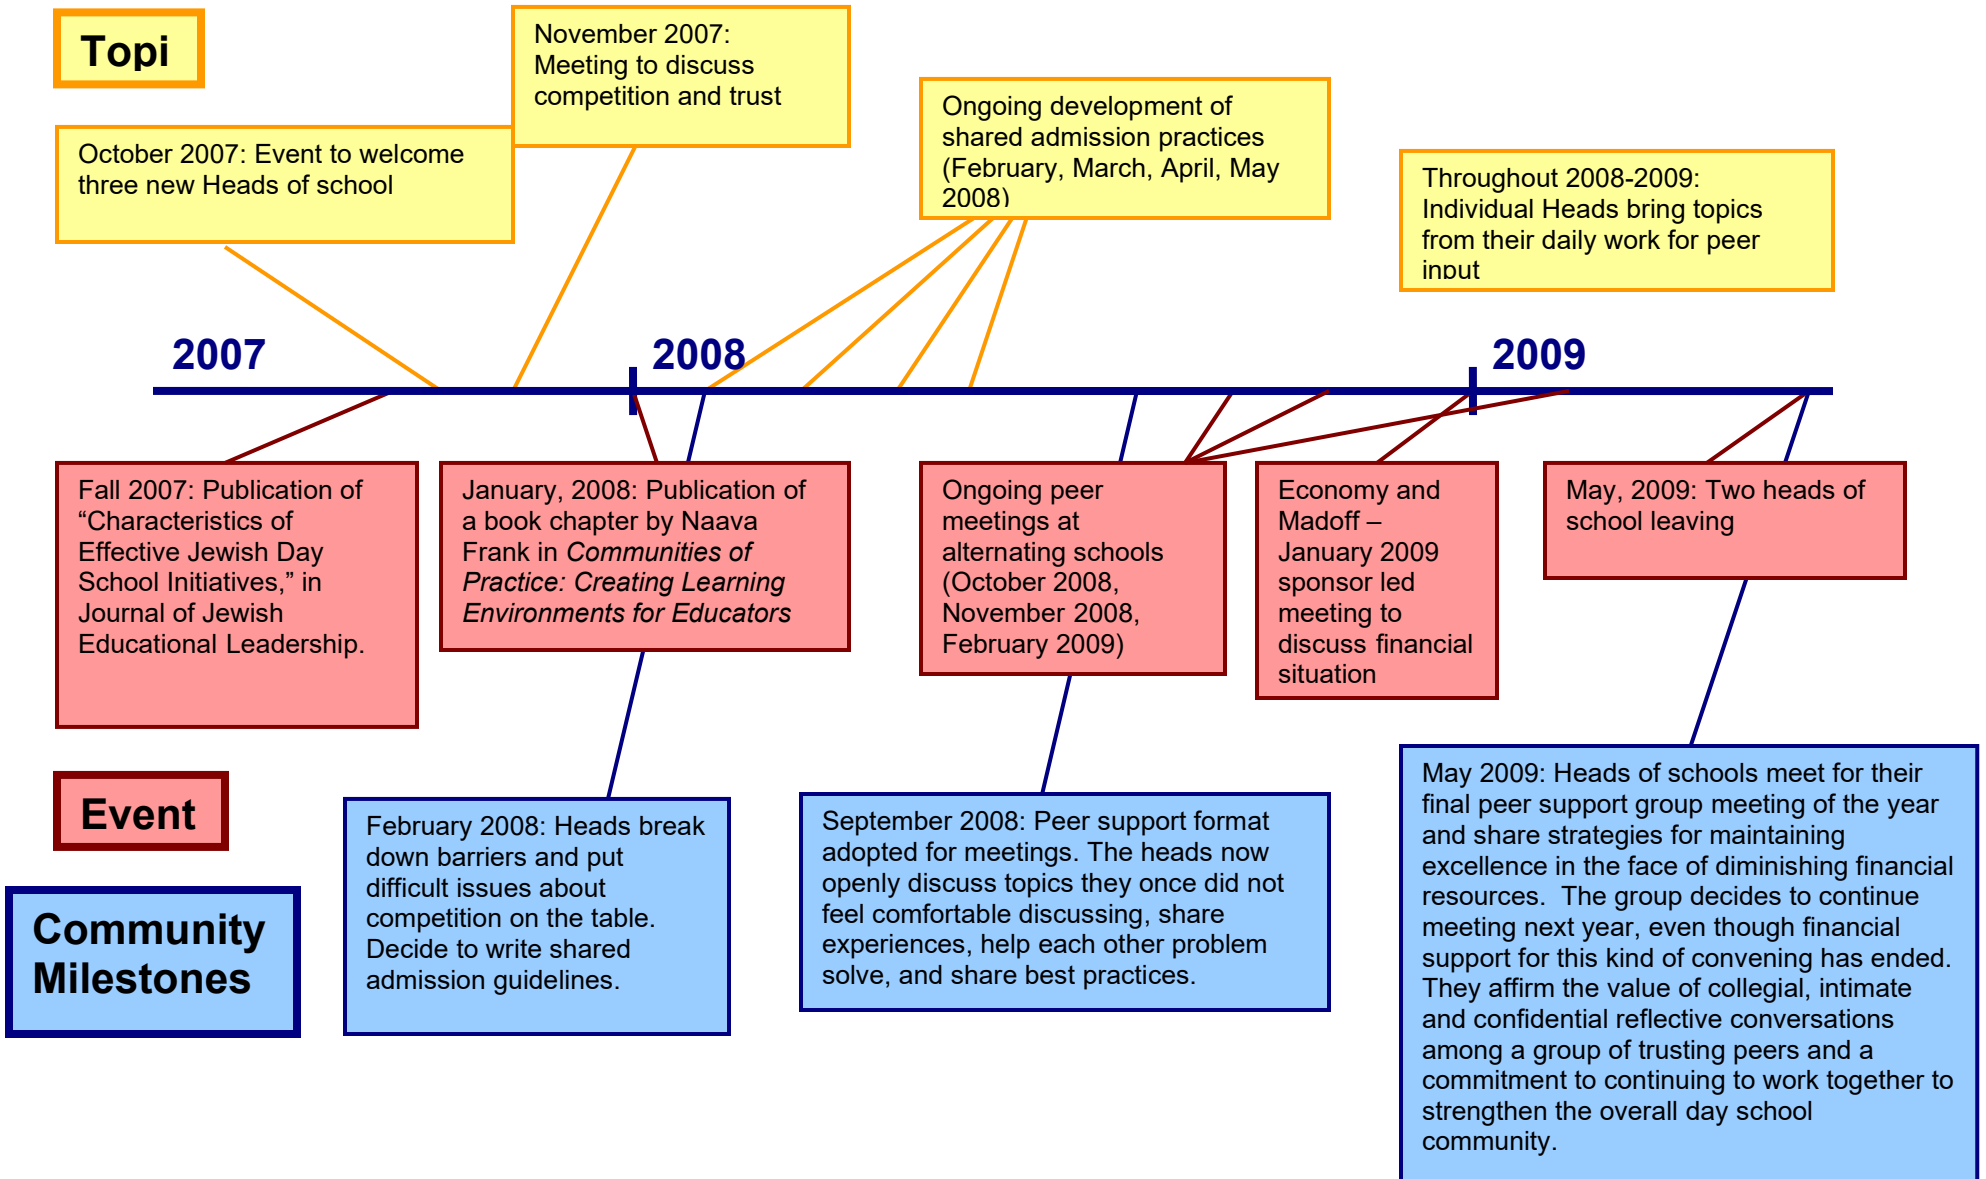 Topi
November 2007:
Meeting to discuss
competition and trust
October 2007: Event to welcome
three new Heads of school
Ongoing development of
shared admission practices
(February, March, April, May
2008)
Throughout 2008-2009:
Individual Heads bring topics
from their daily work for peer
input
2007
2008
2009
Fall 2007: Publication of
“Characteristics of
Effective Jewish Day
School Initiatives,” in
Journal of Jewish
Educational Leadership.
January, 2008: Publication of
a book chapter by Naava
Frank in Communities of
Practice: Creating Learning
Environments for Educators
Ongoing peer
meetings at
alternating schools
(October 2008,
November 2008,
February 2009)
Economy and
Madoff –
January 2009
sponsor led
meeting to
discuss financial
situation
May, 2009: Two heads of
school leaving
Event
Community
Milestones
February 2008: Heads break
down barriers and put
difficult issues about
competition on the table.
Decide to write shared
admission guidelines.
September 2008: Peer support format
adopted for meetings. The heads now
openly discuss topics they once did not
feel comfortable discussing, share
experiences, help each other problem
solve, and share best practices.
May 2009: Heads of schools meet for their
final peer support group meeting of the year
and share strategies for maintaining
excellence in the face of diminishing financial
resources.  The group decides to continue
meeting next year, even though financial
support for this kind of convening has ended.
They affirm the value of collegial, intimate
and confidential reflective conversations
among a group of trusting peers and a
commitment to continuing to work together to
strengthen the overall day school
community.